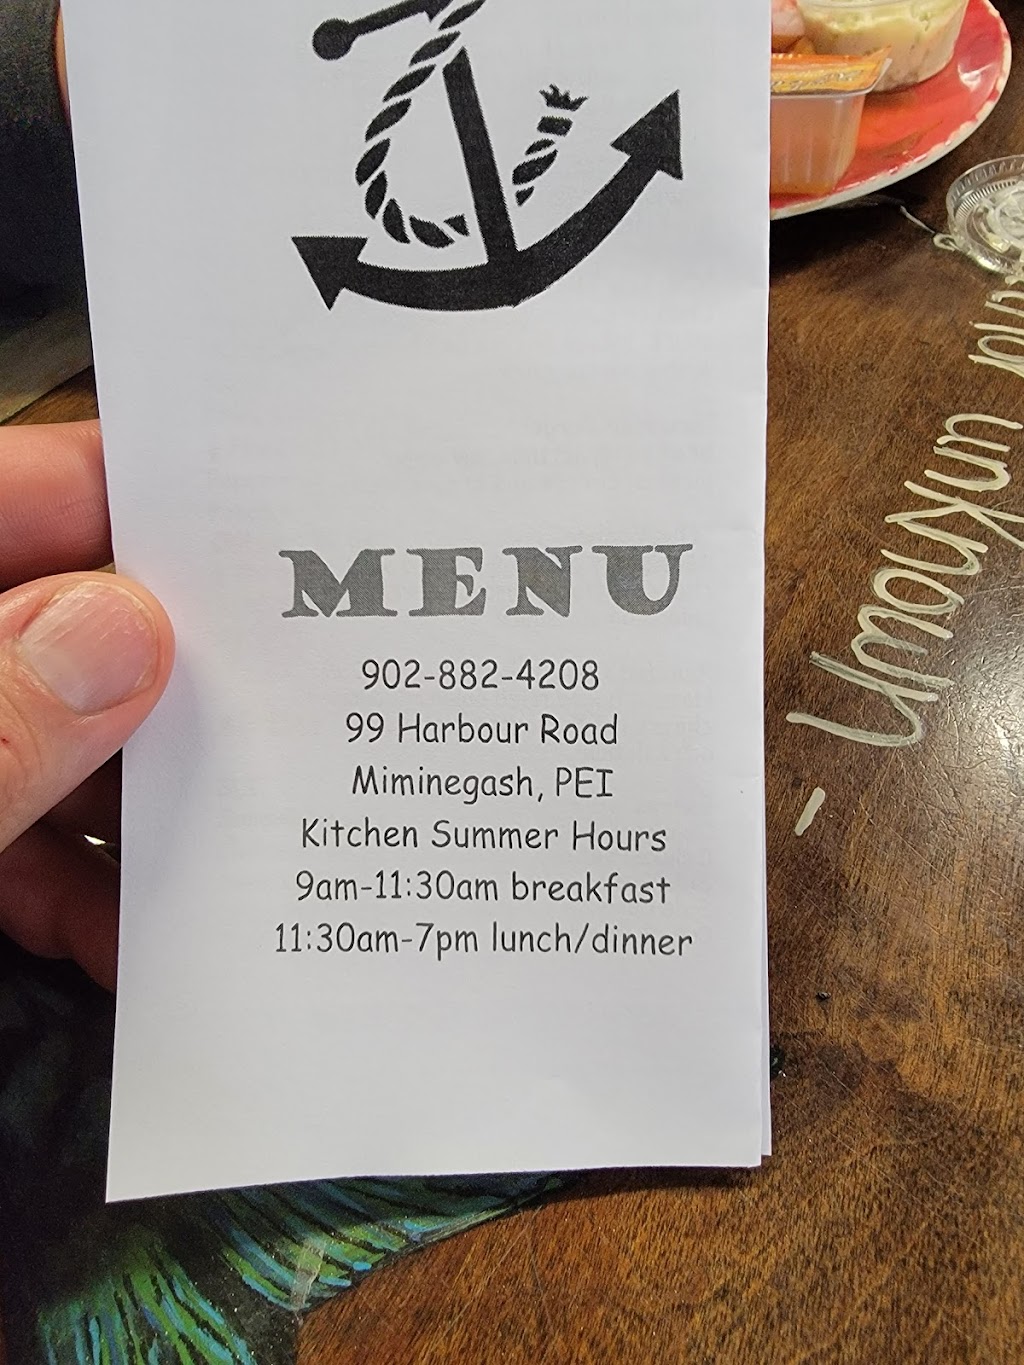 MENU
902-882-4208
99 Harbour Road
Miminegash, PEI
Kitchen Summer Hours
9am-11:30am breakfast
11:30am-7pm lunch/dinner
unknown -